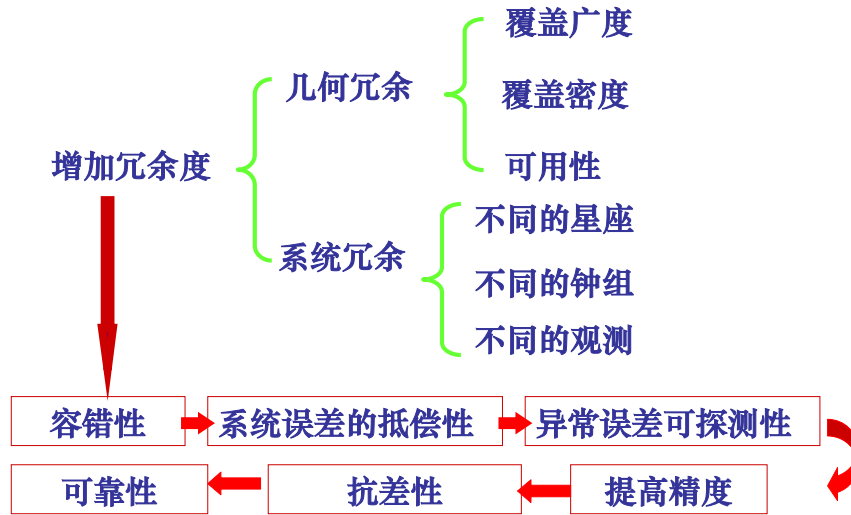 覆盖广度
几何冗余
覆盖密度
增加冗余度
可用性
不同的星座
系统冗余
不同的钟组
不同的观测
容错性
系统误差的抵偿性
异常误差可探测性
可靠性
抗差性
提高精度